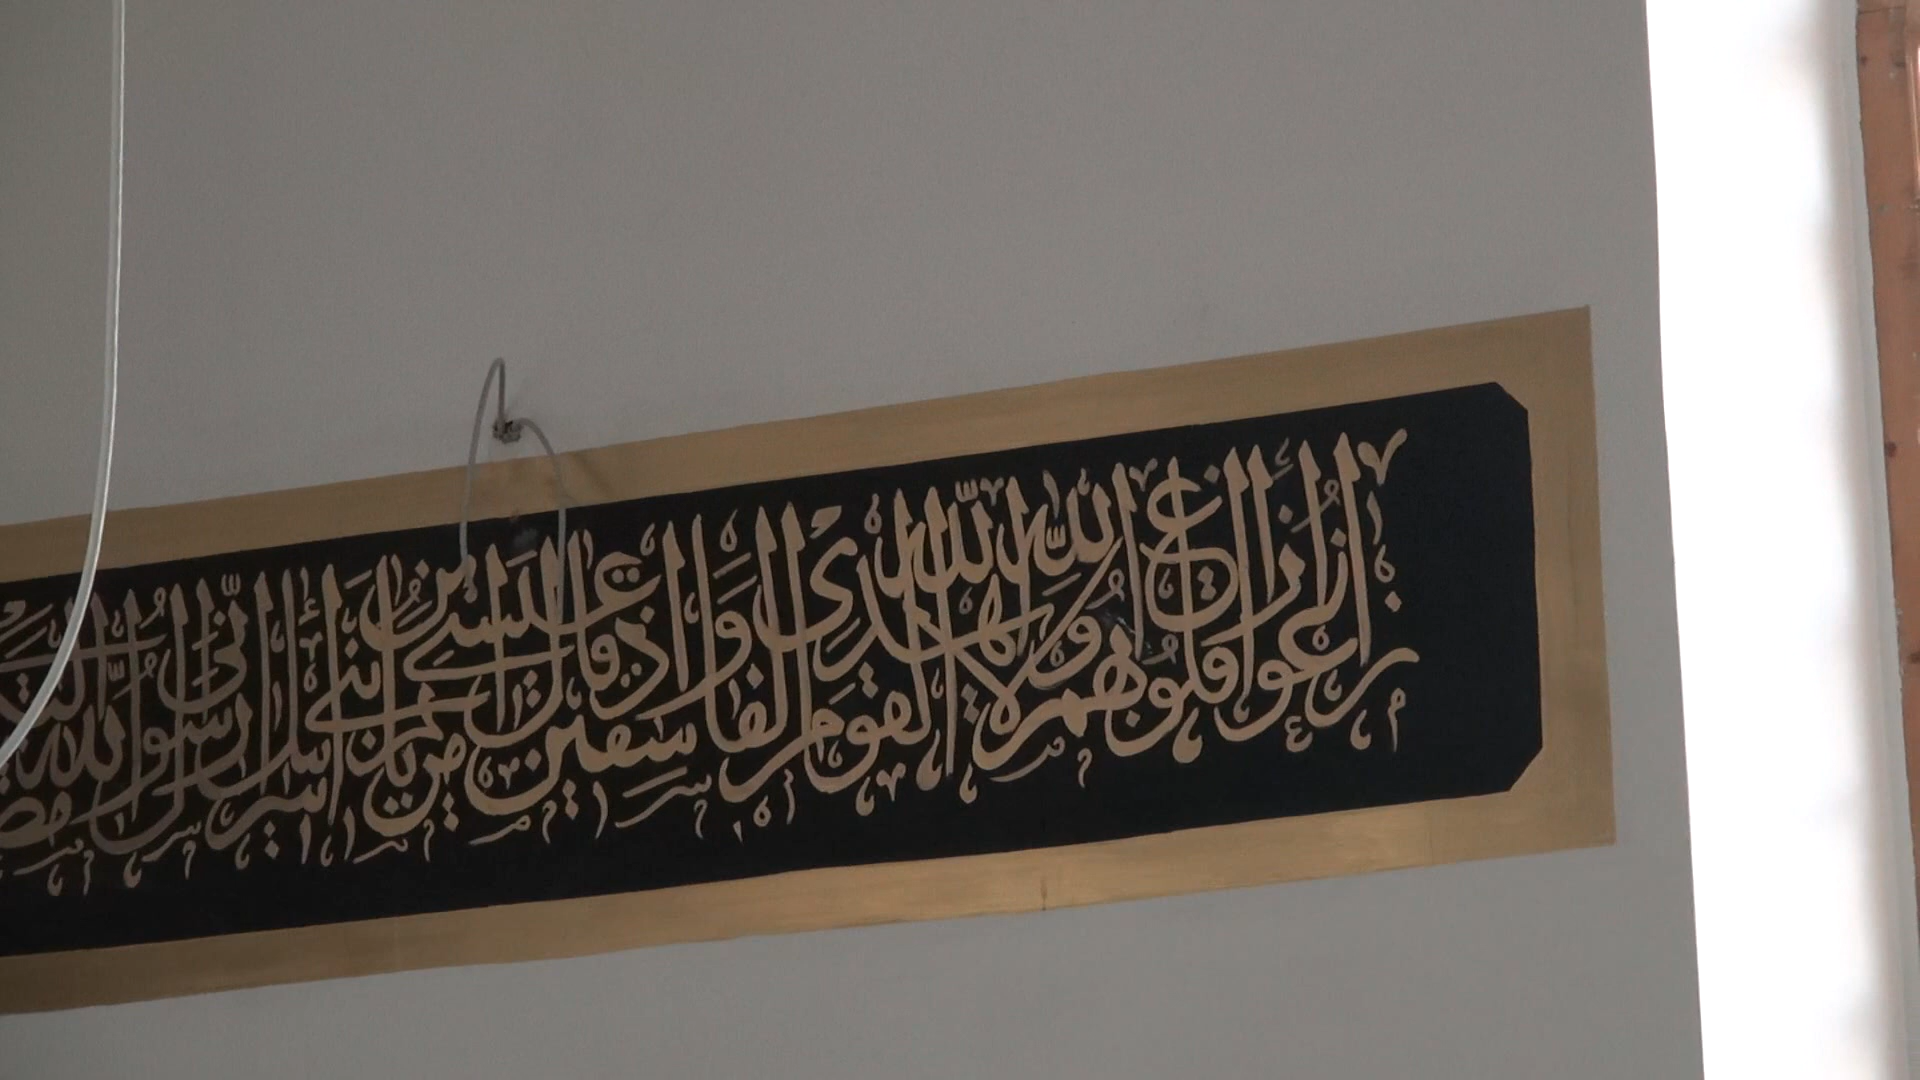 زاغوا أزاغ الله قلوبهم والله لا يهدي القوم الفاسقين وإذ قال عيسى ابن مريم يا بني إسرائيل إني رسول الله